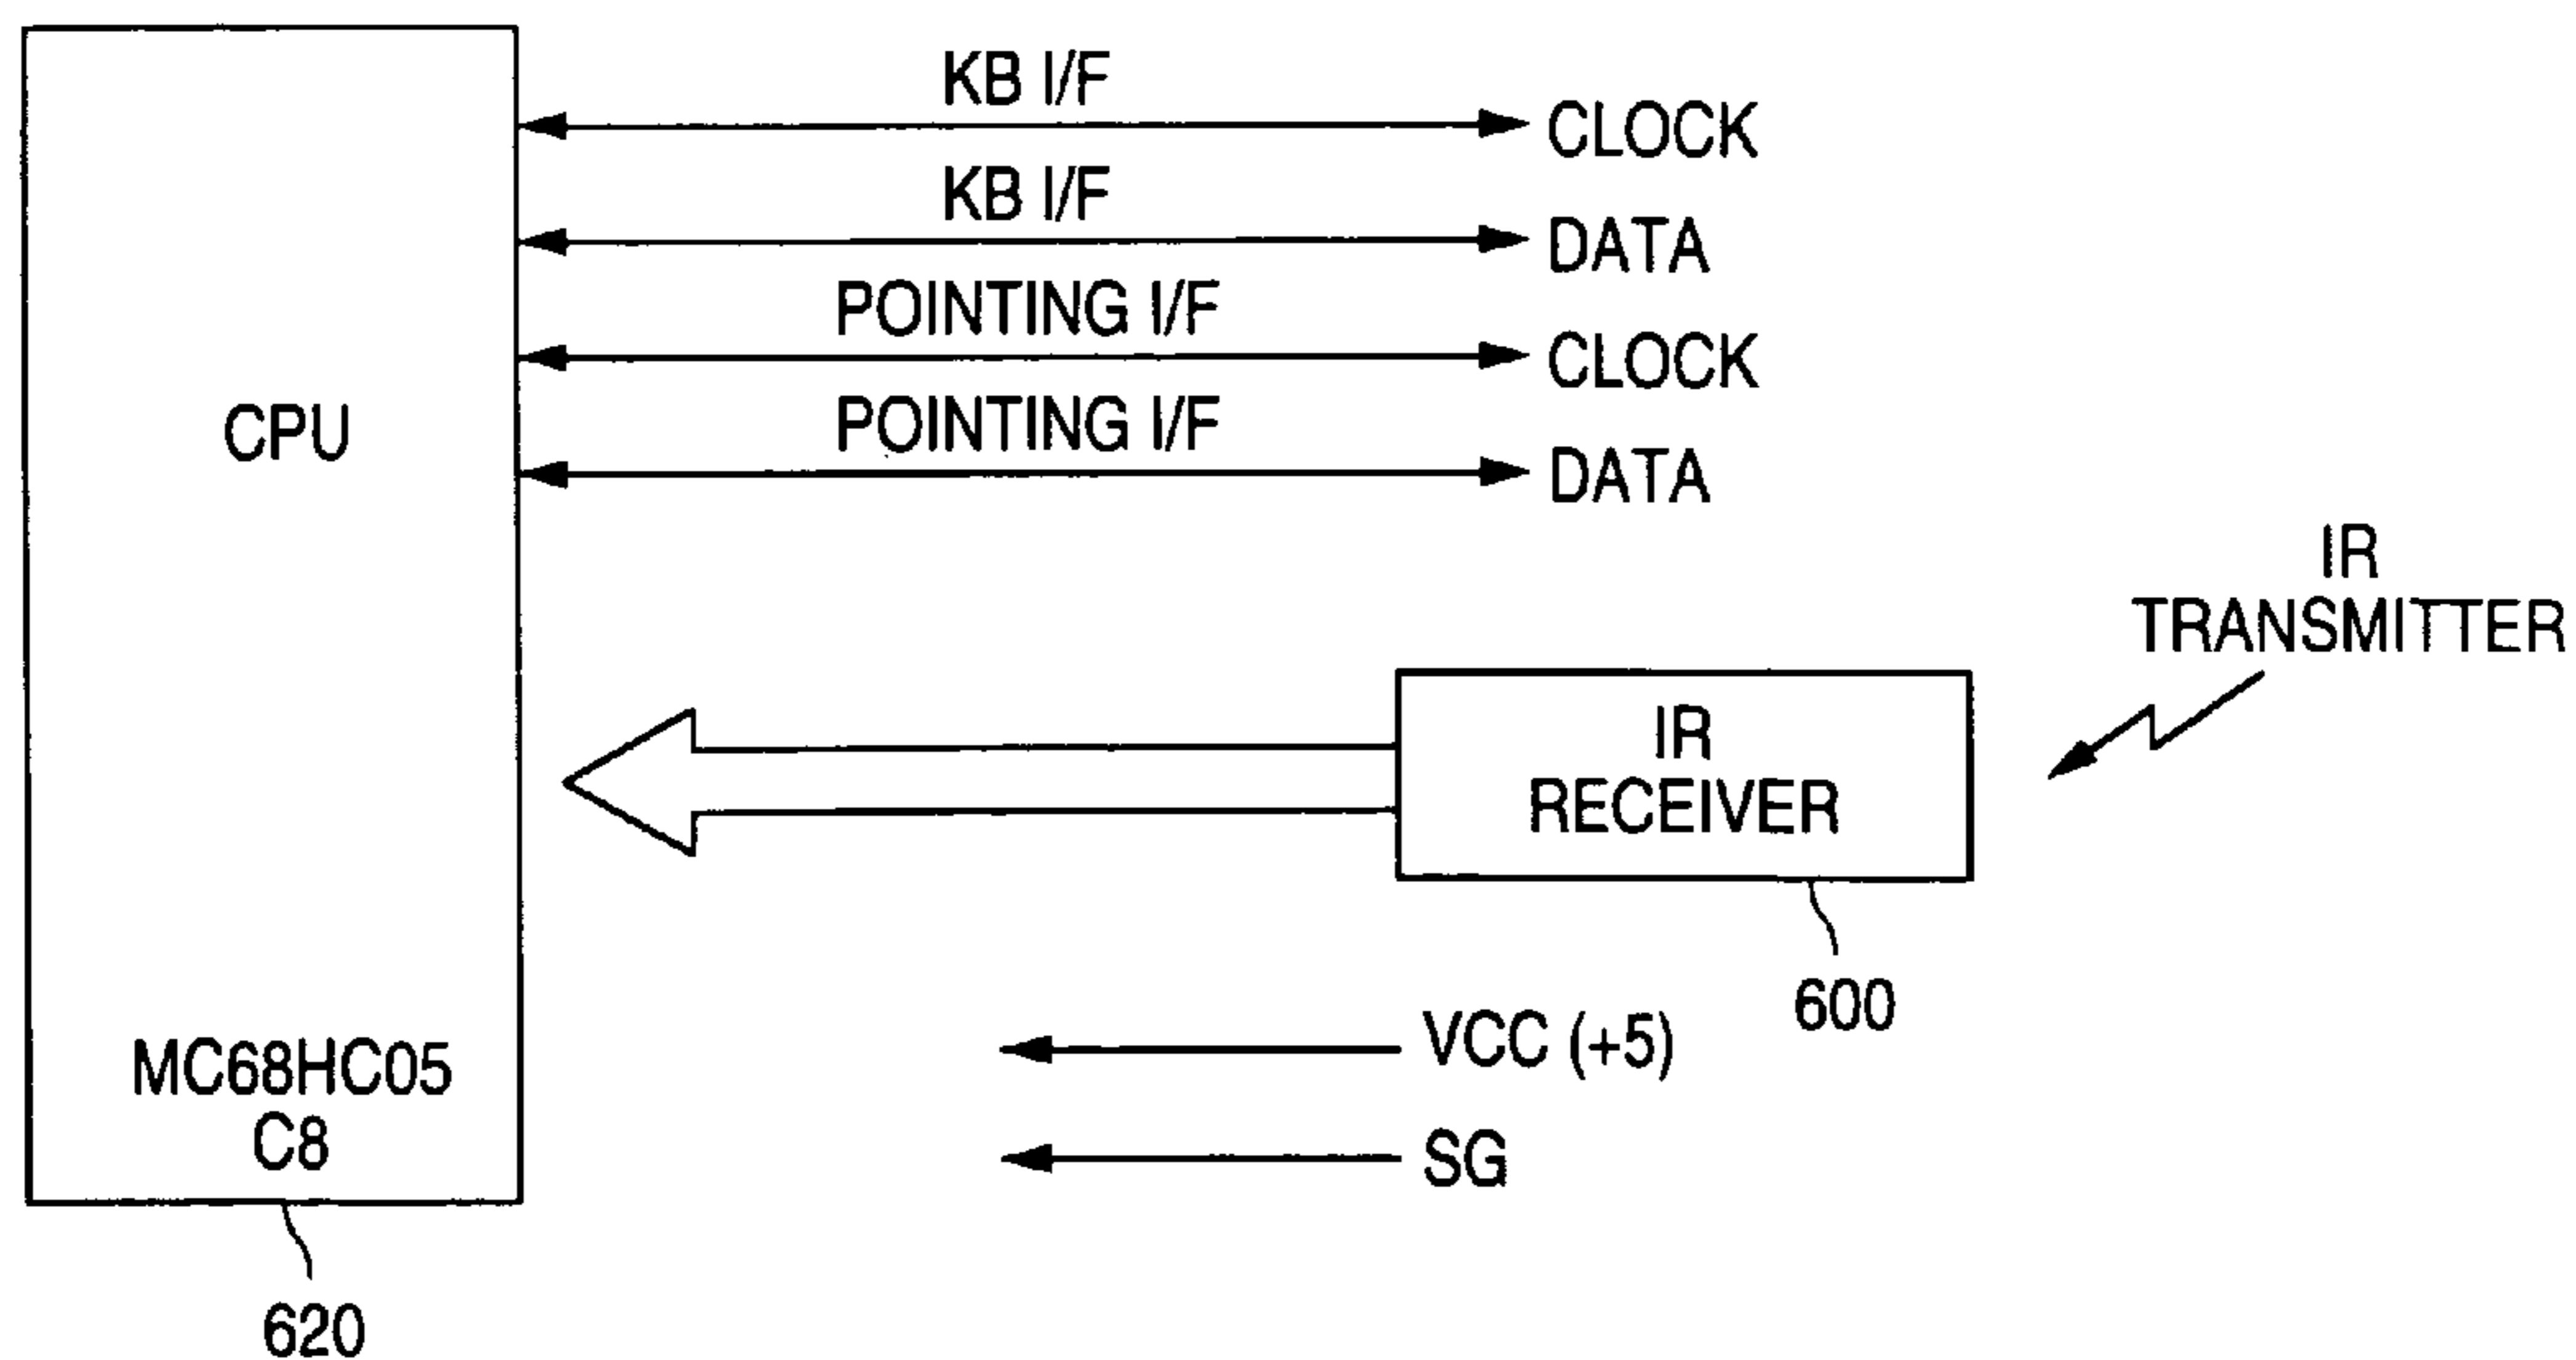 KB I/F
CLOCK
KB I/F
DATA
POINTING I/F
CLOCK
CPU
POINTING I/F
DATA
IR
TRANSMITTER
IR
RECEIVER
600
VCC (+5)
MC68HC05
C8
SG
620